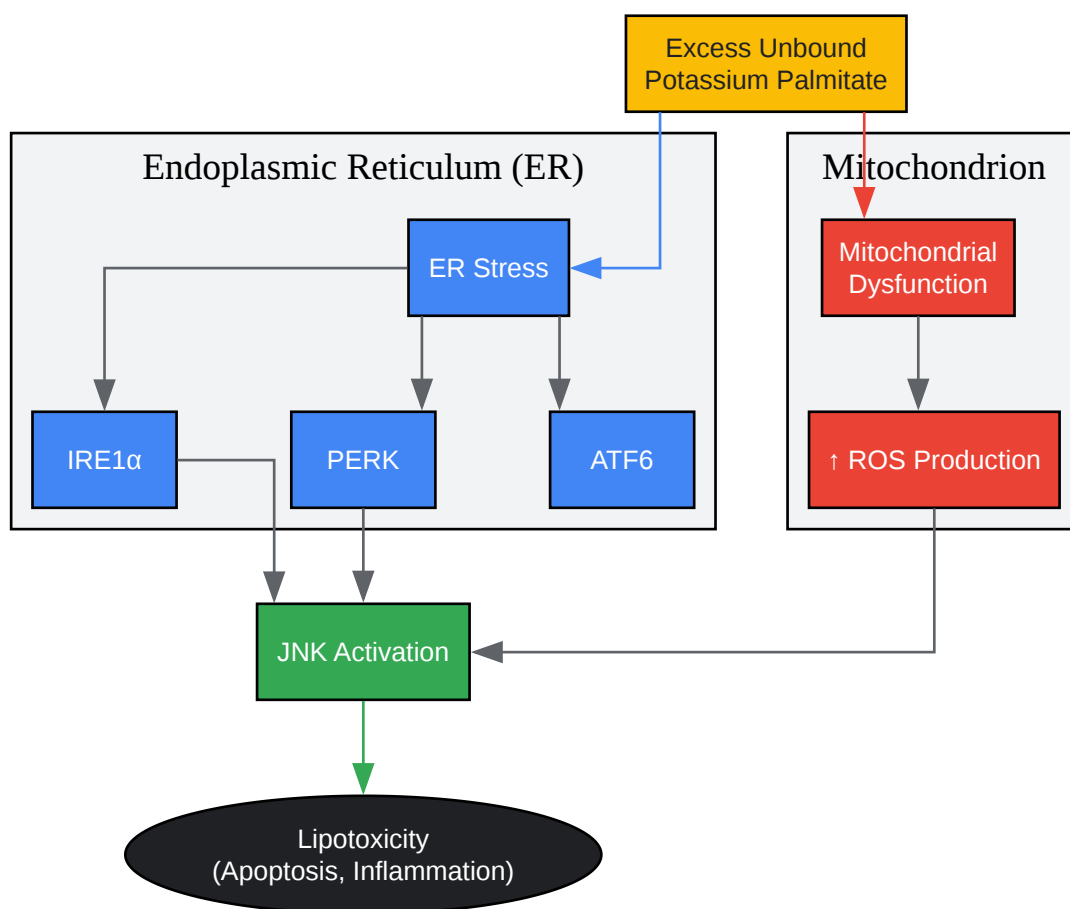 Excess Unbound
Potassium Palmitate
Endoplasmic Reticulum (ER)
Mitochondrion
ER Stress
Mitochondrial
Dysfunction
IRE1α
PERK
ATF6
↑ ROS Production
JNK Activation
Lipotoxicity
(Apoptosis, Inflammation)